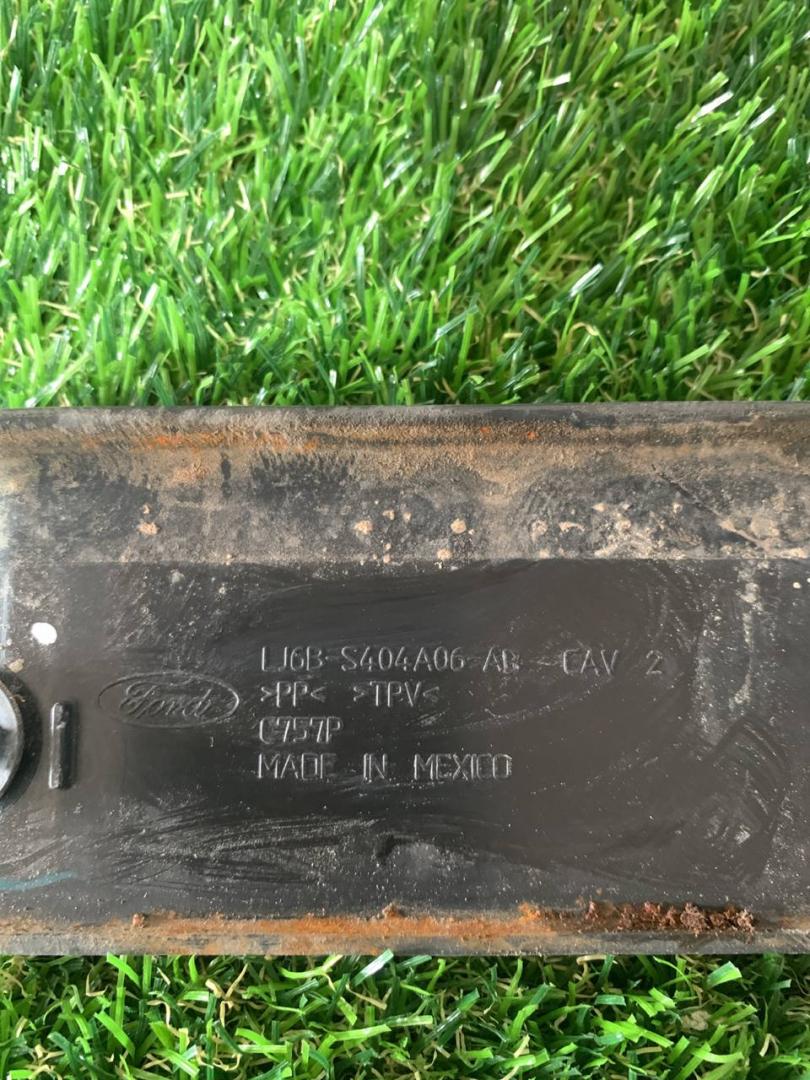 LJ6B-S404A06-AB - CAV 2
Ford
>PP< >TPV<
C757P
MADE IN MEXICO